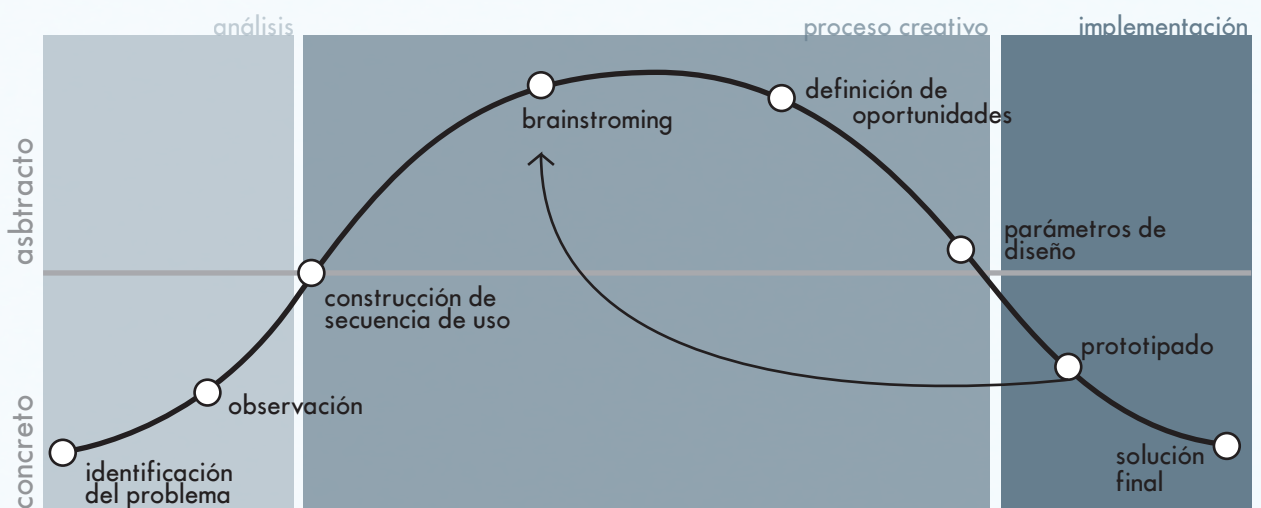 análisis
proceso creativo
implementación
asbtracto
concreto
brainstroming
definición de
oportunidades
parámetros de
diseño
construcción de
secuencia de uso
prototipado
observación
identificación
del problema
solución
final